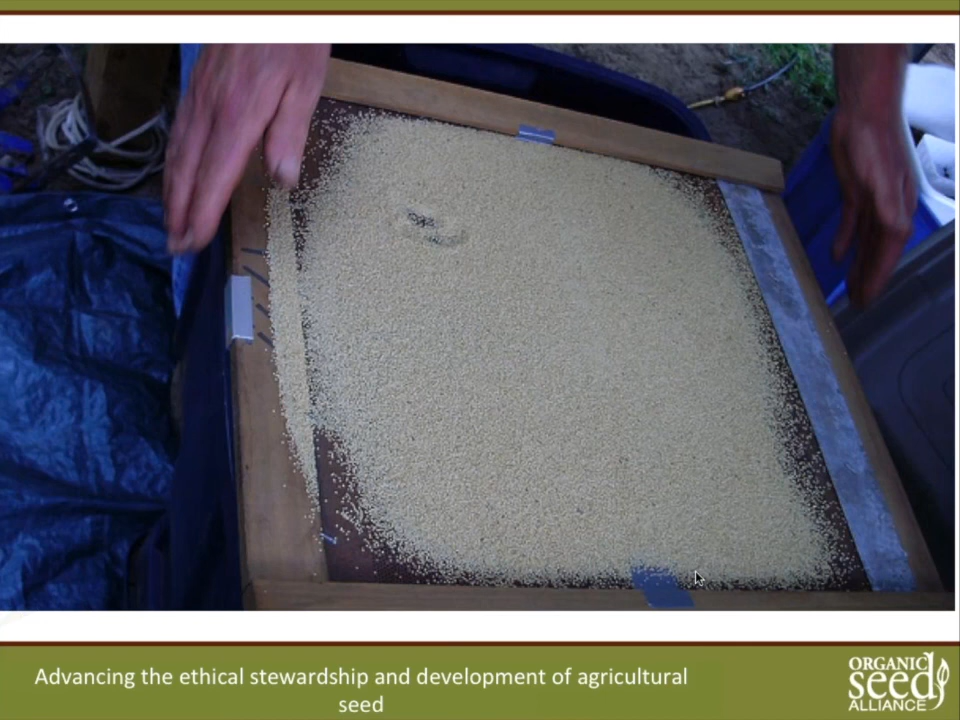 Advancing the ethical stewardship and development of agricultural
seed
ORGANIC
seed
ALLIANCE